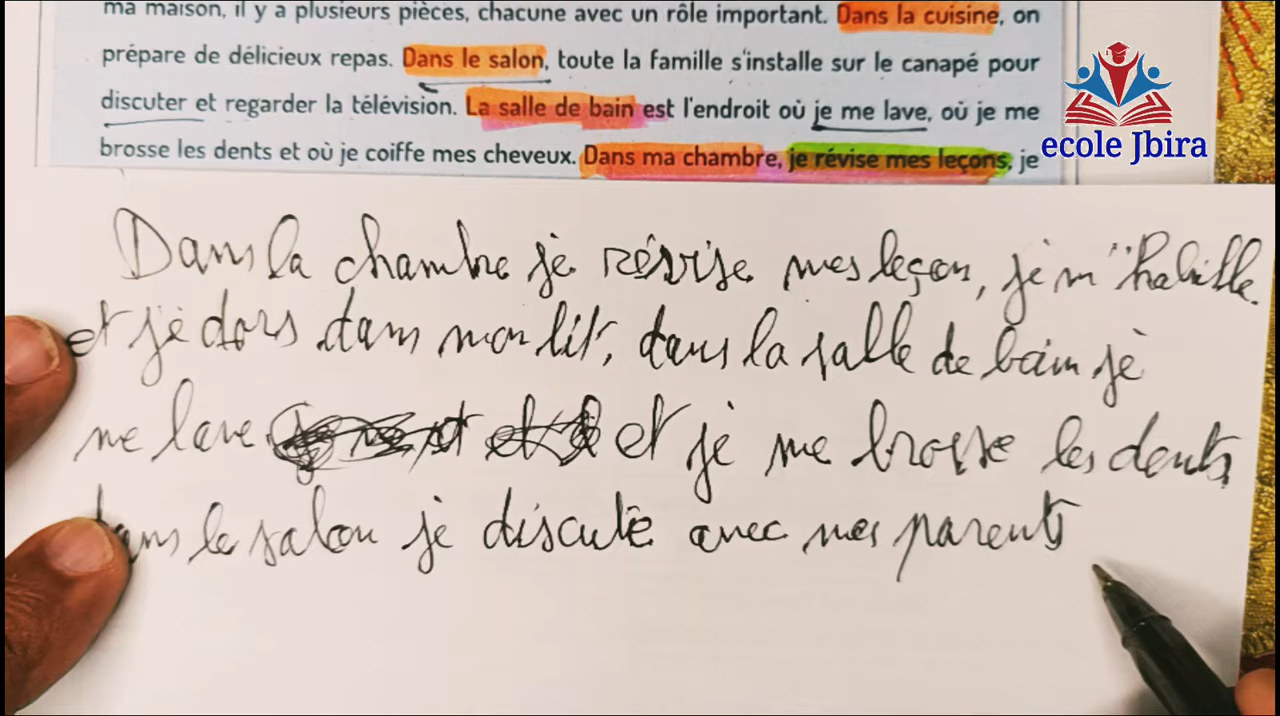 ma maison, il y a plusieurs pièces, chacune avec un rôle important. Dans la cuisine, on
prépare de délicieux repas. Dans le salon, toute la famille s'installe sur le canapé pour
discuter et regarder la télévision. La salle de bain est l'endroit où je me lave, où je me
brosse les dents et où je coiffe mes cheveux. Dans ma chambre, je révise mes leçons, je
ecole Jbira
Dans la chambre je révise mes leçon, je m'habille.
et je dors dans mon lit, dans la salle de bain je
me lave et je me brosse les dents
dans le salon je discute avec mes parents